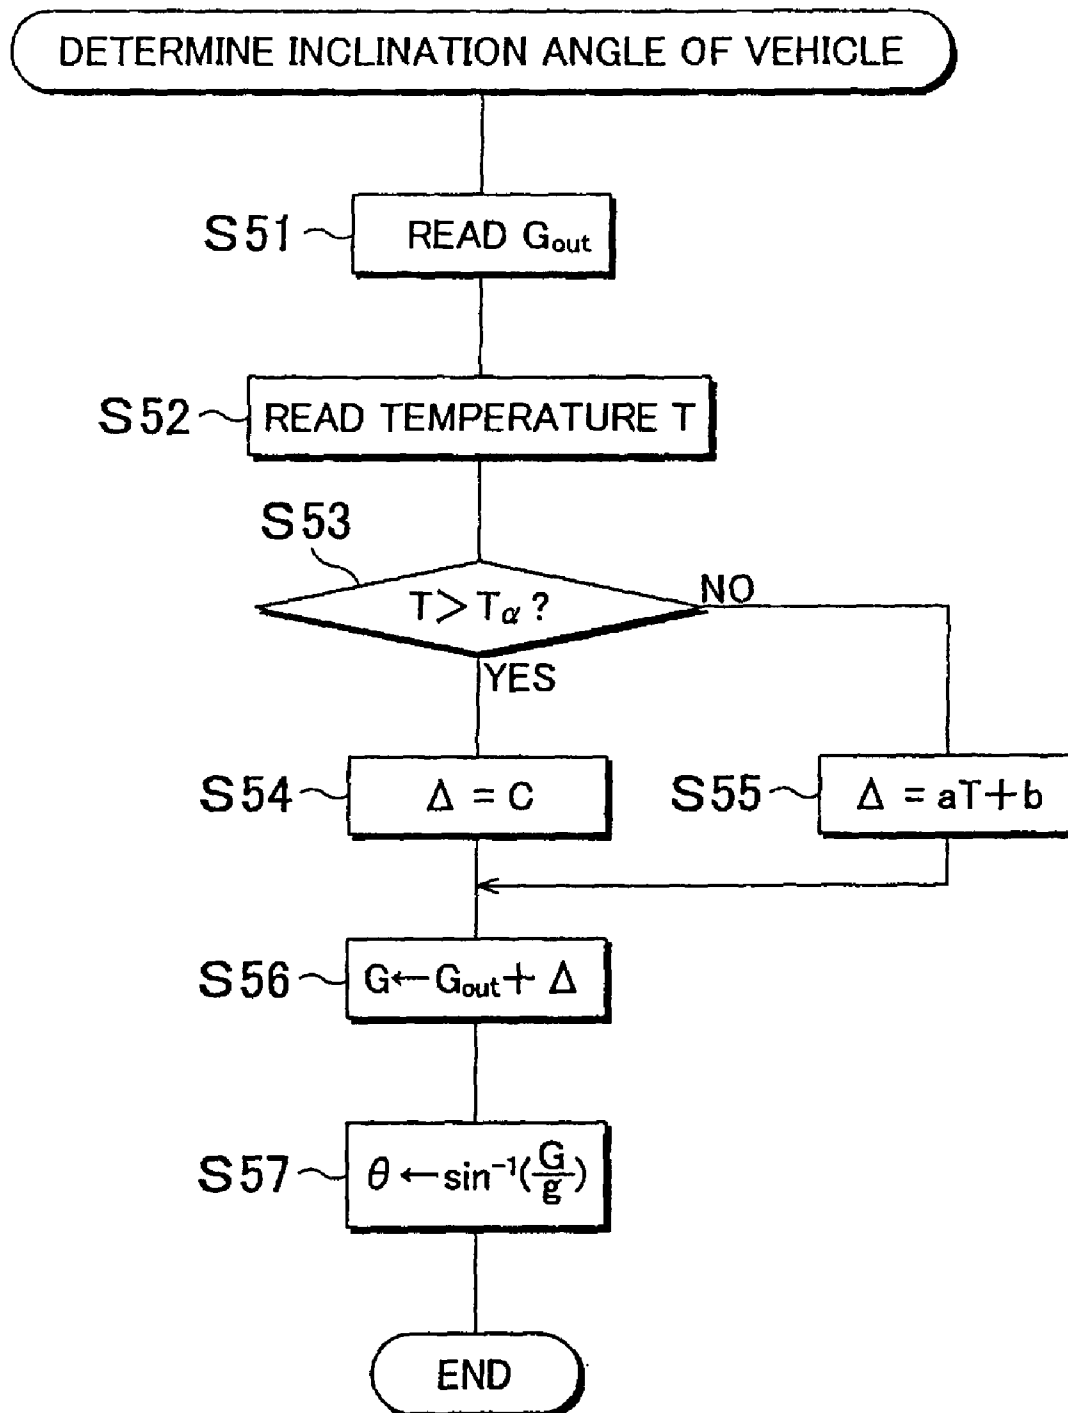 DETERMINE INCLINATION ANGLE OF VEHICLE
S51
READ Gout
S52
READ TEMPERATURE T
S53
T>Tα?
NO
YES
S54
Δ=C
S55
Δ=aT+b
S56
G←Gout+Δ
S57
θ←sin⁻¹(G/g)
END